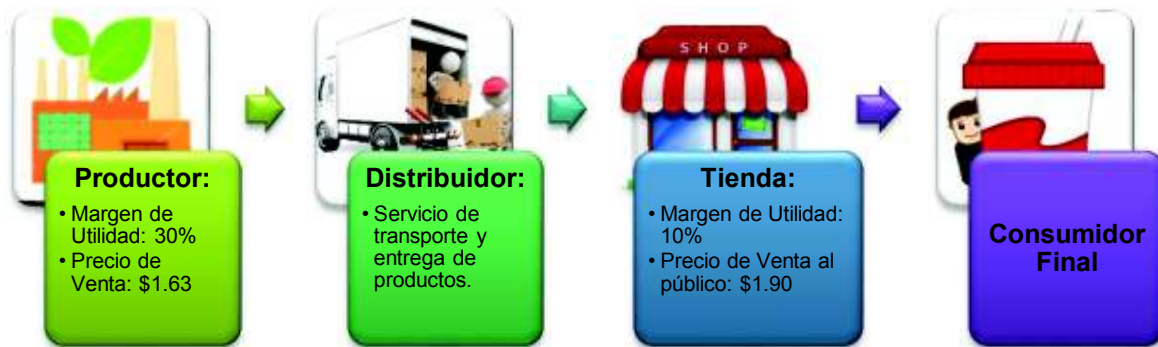 SHOP
Productor:
• Margen de
Utilidad: 30%
• Precio de
Venta: $1.63
Distribuidor:
• Servicio de
transporte y
entrega de
productos.
Tienda:
• Margen de Utilidad:
10%
• Precio de Venta al
público: $1.90
Consumidor
Final